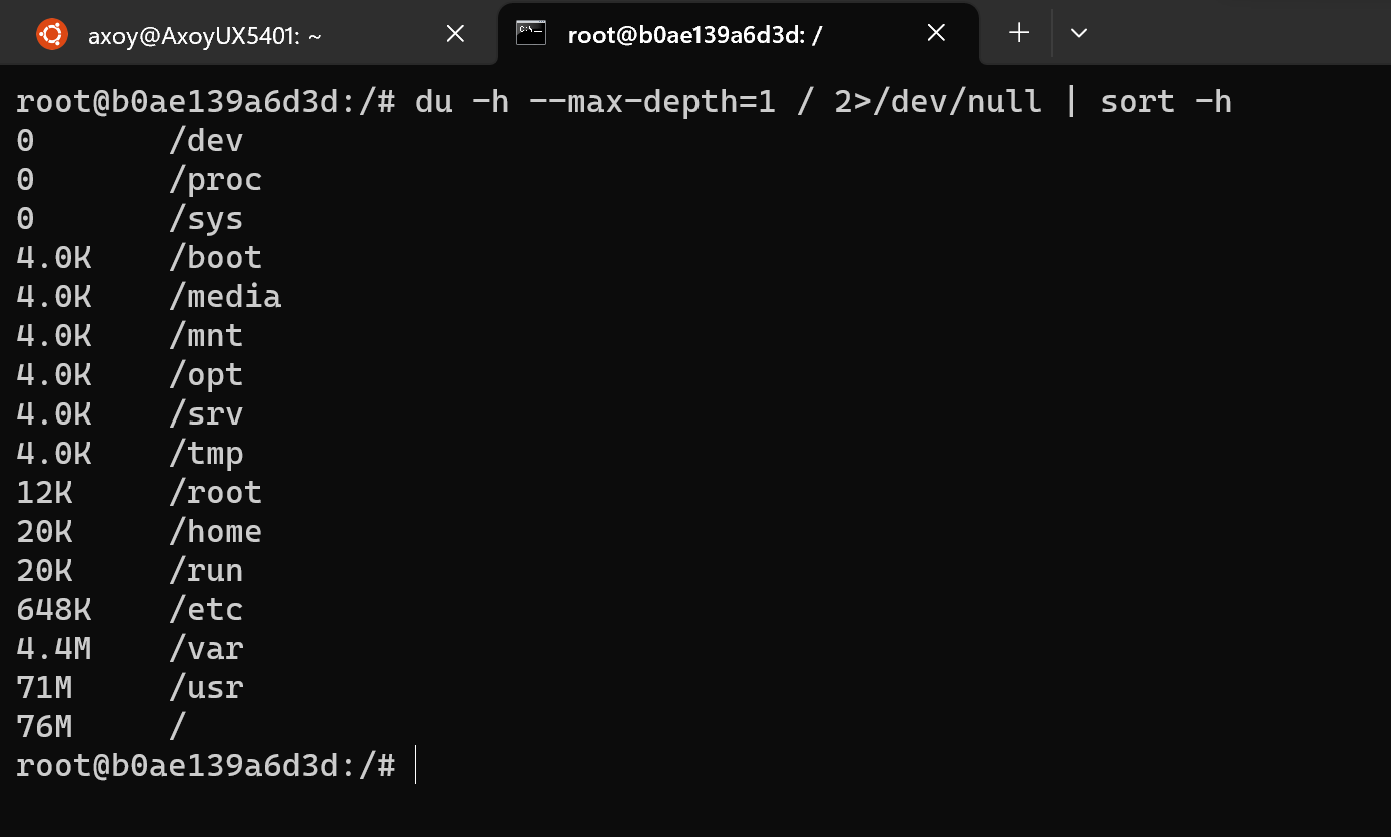 axoy@AxoyUX5401: ~
root@b0ae139a6d3d: /
root@b0ae139a6d3d:/# du -h --max-depth=1 / 2>/dev/null | sort -h
0 /dev
0 /proc
0 /sys
4.0K /boot
4.0K /media
4.0K /mnt
4.0K /opt
4.0K /srv
4.0K /tmp
12K /root
20K /home
20K /run
648K /etc
4.4M /var
71M /usr
76M /
root@b0ae139a6d3d:/#